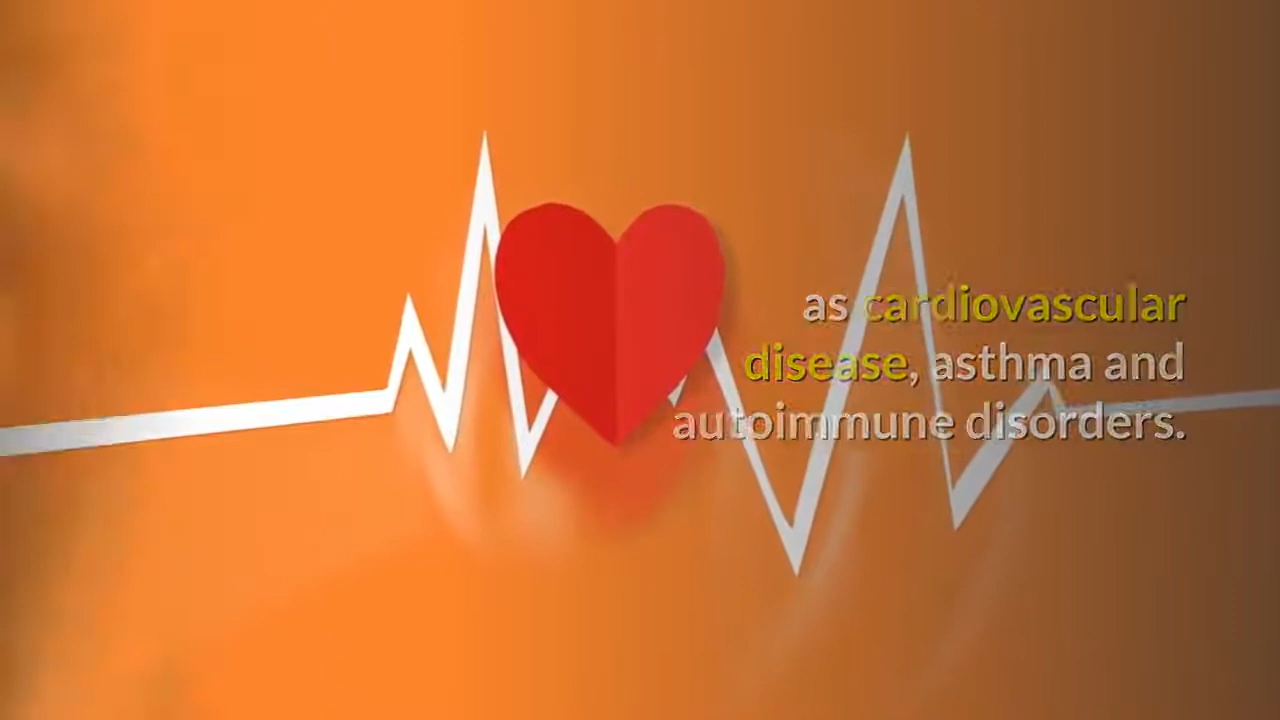 as cardiovascular
disease, asthma and
autoimmune disorders.